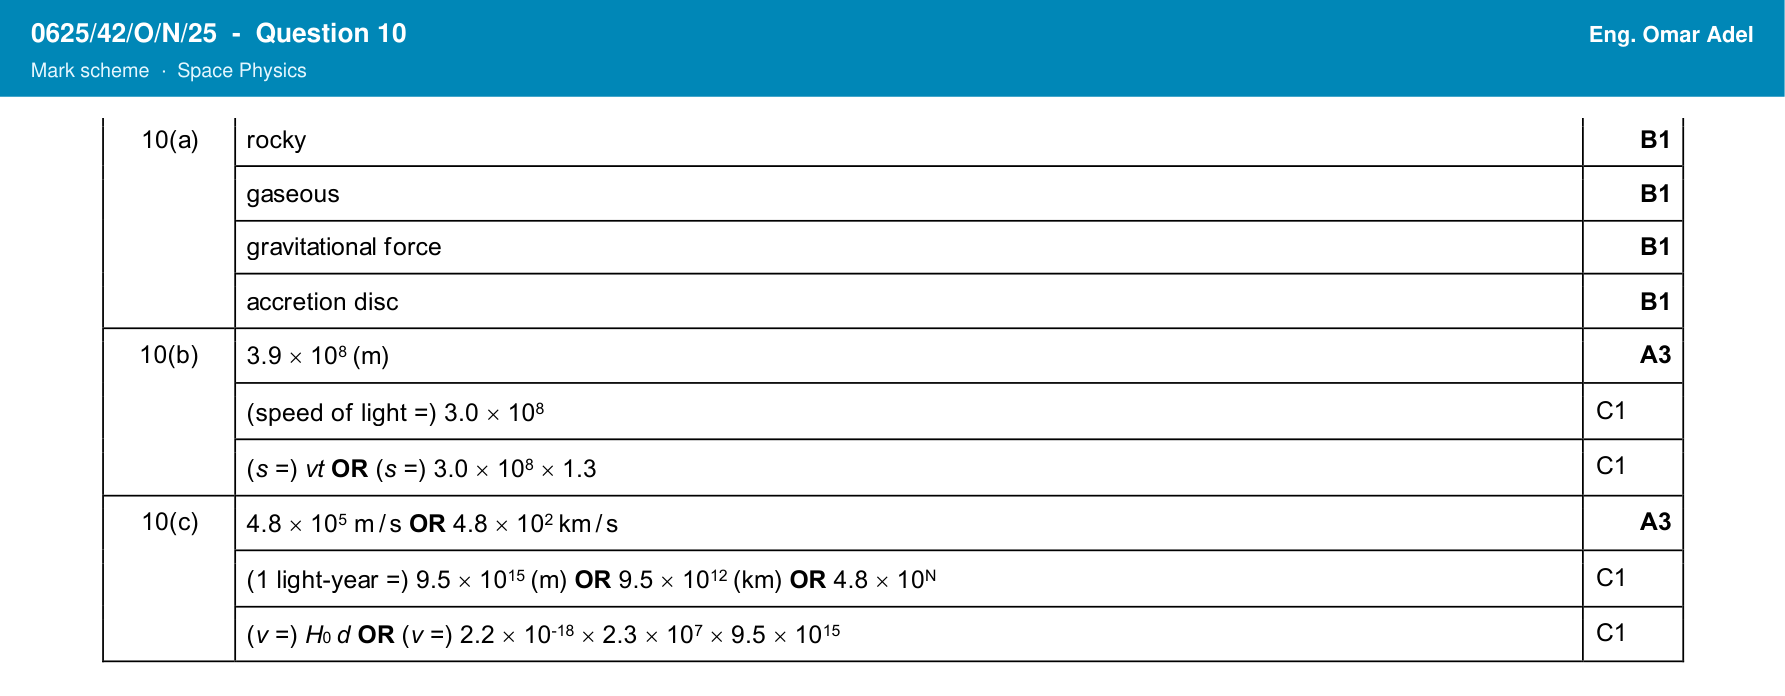 0625/42/O/N/25 - Question 10
Eng. Omar Adel
Mark scheme · Space Physics
10(a) rocky B1
gaseous B1
gravitational force B1
accretion disc B1
10(b) 3.9 × 10⁸ (m) A3
(speed of light =) 3.0 × 10⁸ C1
(s =) vt OR (s =) 3.0 × 10⁸ × 1.3 C1
10(c) 4.8 × 10⁵ m/s OR 4.8 × 10² km/s A3
(1 light-year =) 9.5 × 10¹⁵ (m) OR 9.5 × 10¹² (km) OR 4.8 × 10ᴺ C1
(v =) H₀ d OR (v =) 2.2 × 10⁻¹⁸ × 2.3 × 10⁷ × 9.5 × 10¹⁵ C1